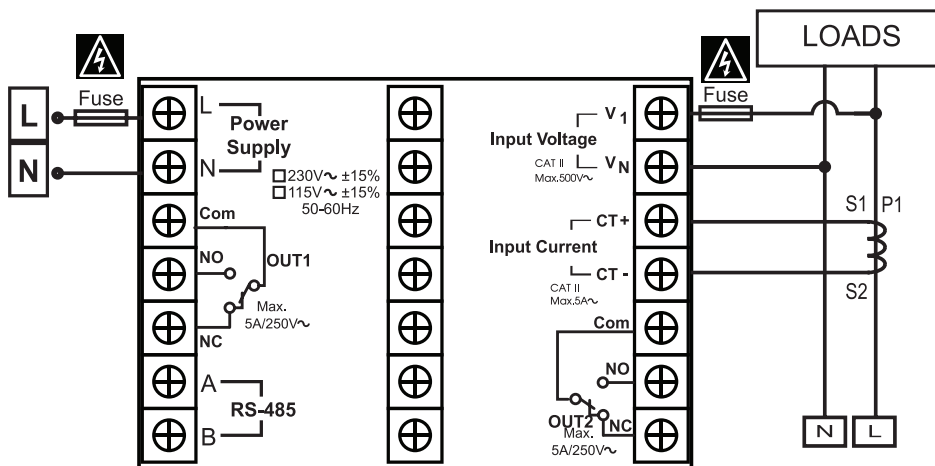 LOADS
Fuse
Fuse
L
N
L
N
Power
Supply
230V~ ±15%
115V~ ±15%
50-60Hz
Com
NO
OUT1
Max.
5A/250V~
NC
A
RS-485
B
V1
Input Voltage
CAT II
Max.500V~
VN
CT+
Input Current
CT -
CAT II
Max.5A~
Com
NO
OUT2
NC
Max.
5A/250V~
S1 P1
S2
N L